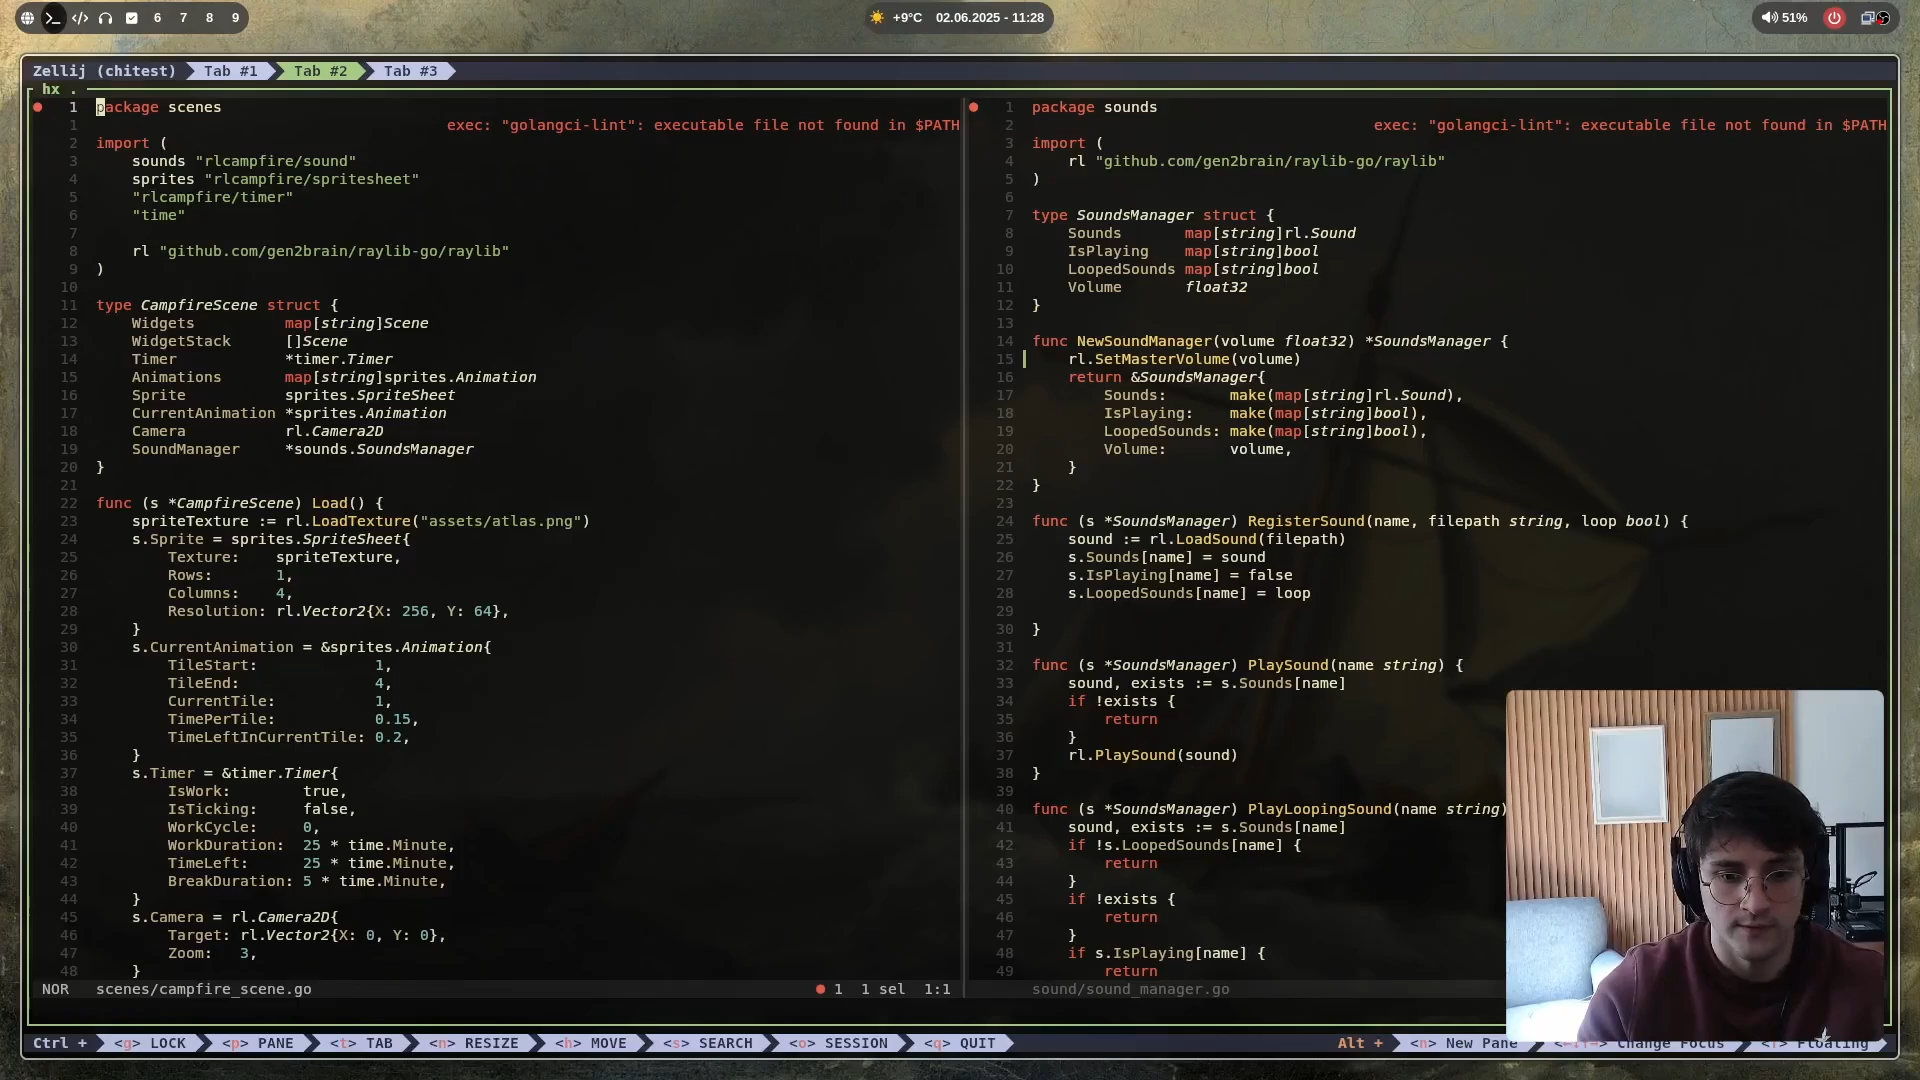 6 7 8 9
+9°C 02.06.2025 - 11:28
51%
Zellij (chitest) Tab #1 Tab #2 Tab #3
hx .
1 package scenes
1 exec: "golangci-lint": executable file not found in $PATH
2 import (
3 sounds "rlcampfire/sound"
4 sprites "rlcampfire/spritesheet"
5 "rlcampfire/timer"
6 "time"
7
8 rl "github.com/gen2brain/raylib-go/raylib"
9 )
10
11 type CampfireScene struct {
12 Widgets map[string]Scene
13 WidgetStack []Scene
14 Timer *timer.Timer
15 Animations map[string]sprites.Animation
16 Sprite sprites.SpriteSheet
17 CurrentAnimation *sprites.Animation
18 Camera rl.Camera2D
19 SoundManager *sounds.SoundsManager
20 }
21
22 func (s *CampfireScene) Load() {
23 spriteTexture := rl.LoadTexture("assets/atlas.png")
24 s.Sprite = sprites.SpriteSheet{
25 Texture: spriteTexture,
26 Rows: 1,
27 Columns: 4,
28 Resolution: rl.Vector2{X: 256, Y: 64},
29 }
30 s.CurrentAnimation = &sprites.Animation{
31 TileStart: 1,
32 TileEnd: 4,
33 CurrentTile: 1,
34 TimePerTile: 0.15,
35 TimeLeftInCurrentTile: 0.2,
36 }
37 s.Timer = &timer.Timer{
38 IsWork: true,
39 IsTicking: false,
40 WorkCycle: 0,
41 WorkDuration: 25 * time.Minute,
42 TimeLeft: 25 * time.Minute,
43 BreakDuration: 5 * time.Minute,
44 }
45 s.Camera = rl.Camera2D{
46 Target: rl.Vector2{X: 0, Y: 0},
47 Zoom: 3,
48 }
NOR scenes/campfire_scene.go 1 1 sel 1:1
1 package sounds
2 exec: "golangci-lint": executable file not found in $PATH
3 import (
4 rl "github.com/gen2brain/raylib-go/raylib"
5 )
6
7 type SoundsManager struct {
8 Sounds map[string]rl.Sound
9 IsPlaying map[string]bool
10 LoopedSounds map[string]bool
11 Volume float32
12 }
13
14 func NewSoundManager(volume float32) *SoundsManager {
15 rl.SetMasterVolume(volume)
16 return &SoundsManager{
17 Sounds: make(map[string]rl.Sound),
18 IsPlaying: make(map[string]bool),
19 LoopedSounds: make(map[string]bool),
20 Volume: volume,
21 }
22 }
23
24 func (s *SoundsManager) RegisterSound(name, filepath string, loop bool) {
25 sound := rl.LoadSound(filepath)
26 s.Sounds[name] = sound
27 s.IsPlaying[name] = false
28 s.LoopedSounds[name] = loop
29
30 }
31
32 func (s *SoundsManager) PlaySound(name string) {
33 sound, exists := s.Sounds[name]
34 if !exists {
35 return
36 }
37 rl.PlaySound(sound)
38 }
39
40 func (s *SoundsManager) PlayLoopingSound(name string)
41 sound, exists := s.Sounds[name]
42 if !s.LoopedSounds[name] {
43 return
44 }
45 if !exists {
46 return
47 }
48 if s.IsPlaying[name] {
49 return
sound/sound_manager.go
Ctrl + <g> LOCK <p> PANE <t> TAB <n> RESIZE <h> MOVE <s> SEARCH <o> SESSION <q> QUIT Alt + <n> New Pane Change Focus Floating